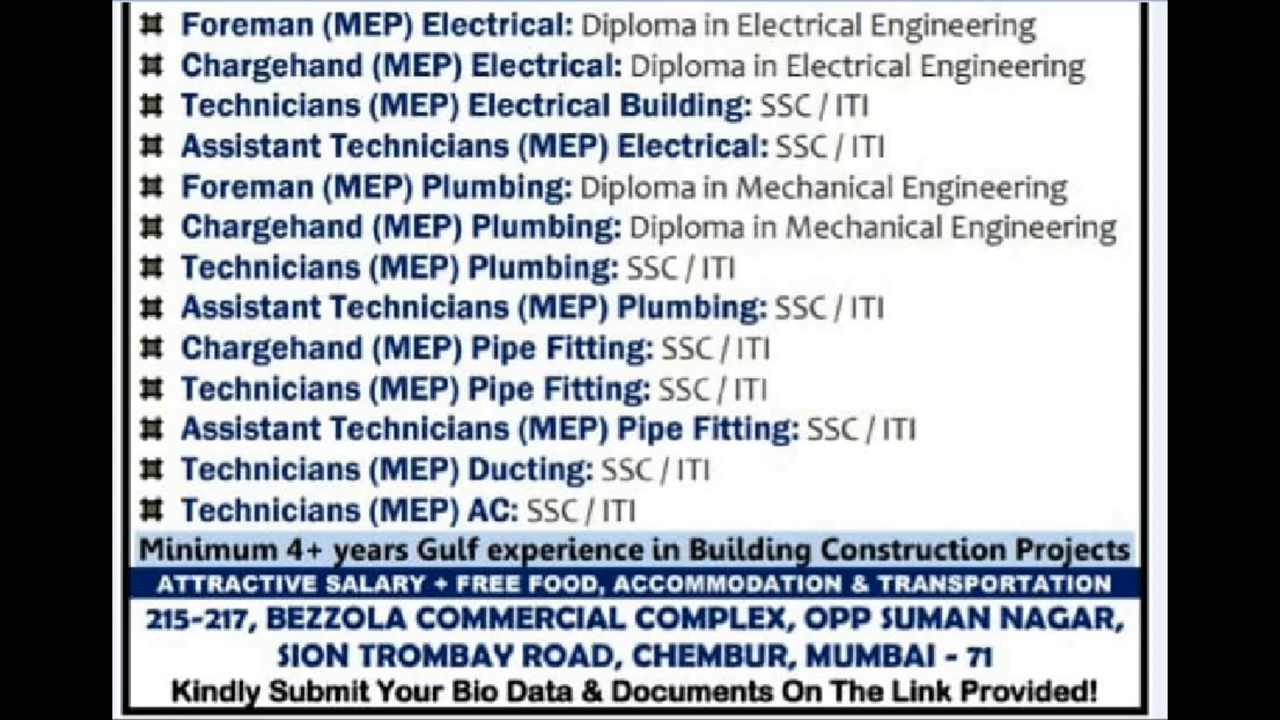 Foreman (MEP) Electrical: Diploma in Electrical Engineering
Chargehand (MEP) Electrical: Diploma in Electrical Engineering
Technicians (MEP) Electrical Building: SSC / ITI
Assistant Technicians (MEP) Electrical: SSC / ITI
Foreman (MEP) Plumbing: Diploma in Mechanical Engineering
Chargehand (MEP) Plumbing: Diploma in Mechanical Engineering
Technicians (MEP) Plumbing: SSC / ITI
Assistant Technicians (MEP) Plumbing: SSC / ITI
Chargehand (MEP) Pipe Fitting: SSC / ITI
Technicians (MEP) Pipe Fitting: SSC / ITI
Assistant Technicians (MEP) Pipe Fitting: SSC / ITI
Technicians (MEP) Ducting: SSC / ITI
Technicians (MEP) AC: SSC / ITI
Minimum 4+ years Gulf experience in Building Construction Projects
ATTRACTIVE SALARY + FREE FOOD, ACCOMMODATION & TRANSPORTATION
215-217, BEZZOLA COMMERCIAL COMPLEX, OPP SUMAN NAGAR,
SION TROMBAY ROAD, CHEMBUR, MUMBAI - 71
Kindly Submit Your Bio Data & Documents On The Link Provided!